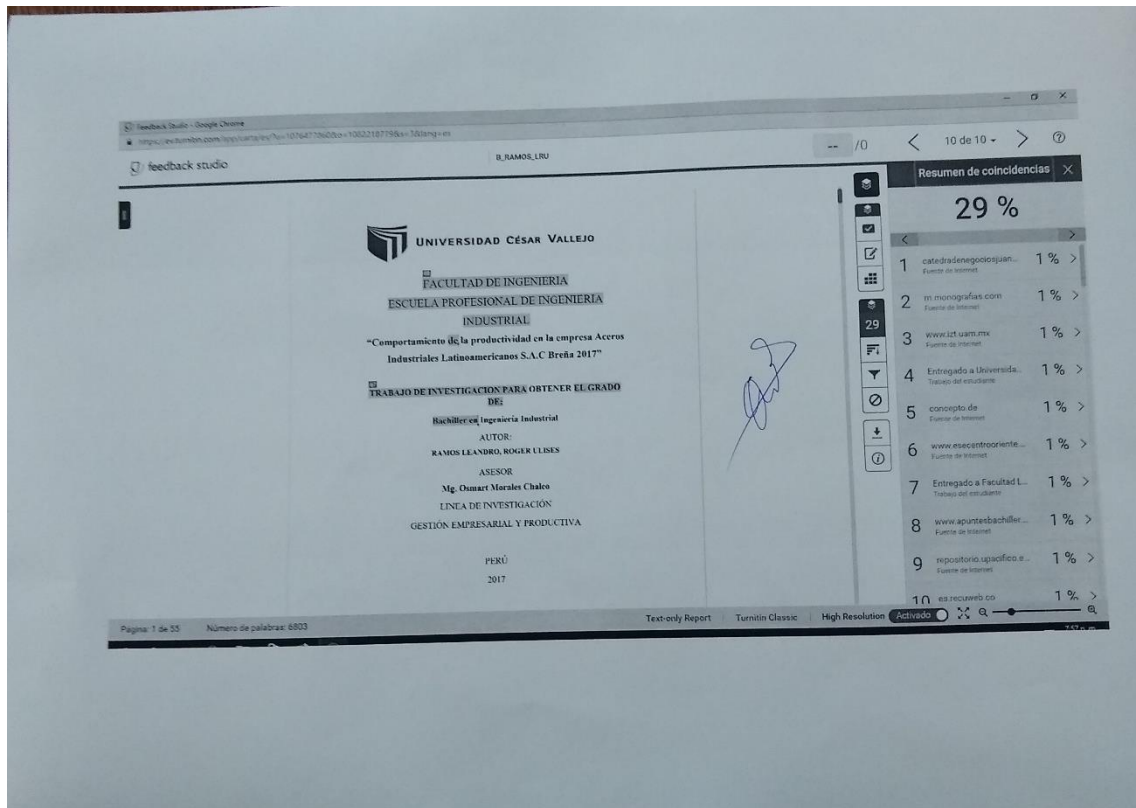 Feedback Studio - Google Chrome
feedback studio
B_RAMOS_LRU
-- /0
10 de 10
Resumen de coincidencias
29 %
1 catedradenegociosjuan... 1 %
Fuente de Internet
2 m.monografias.com 1 %
Fuente de Internet
3 www.izt.uam.mx 1 %
Fuente de Internet
4 Entregado a Universida... 1 %
Trabajo del estudiante
5 concepto de 1 %
Fuente de Internet
6 www.esecentrooriente... 1 %
Fuente de Internet
7 Entregado a Facultad L... 1 %
Trabajo del estudiante
8 www.apuntesbachiller... 1 %
Fuente de Internet
9 repositorio.upacifico.e... 1 %
Fuente de Internet
10 es.recuweb.co 1 %
29
UNIVERSIDAD CÉSAR VALLEJO
FACULTAD DE INGENIERIA
ESCUELA PROFESIONAL DE INGENIERIA
INDUSTRIAL
“Comportamiento de la productividad en la empresa Aceros
Industriales Latinoamericanos S.A.C Breña 2017”
TRABAJO DE INVESTIGACION PARA OBTENER EL GRADO
DE:
Bachiller en Ingeniería Industrial
AUTOR:
RAMOS LEANDRO, ROGER ULISES
ASESOR
Mg. Osmart Morales Chalco
LINEA DE INVESTIGACIÓN
GESTIÓN EMPRESARIAL Y PRODUCTIVA
PERÚ
2017
Página: 1 de 55 Número de palabras: 6803 Text-only Report Turnitin Classic High Resolution Activado
7:57 p. m.